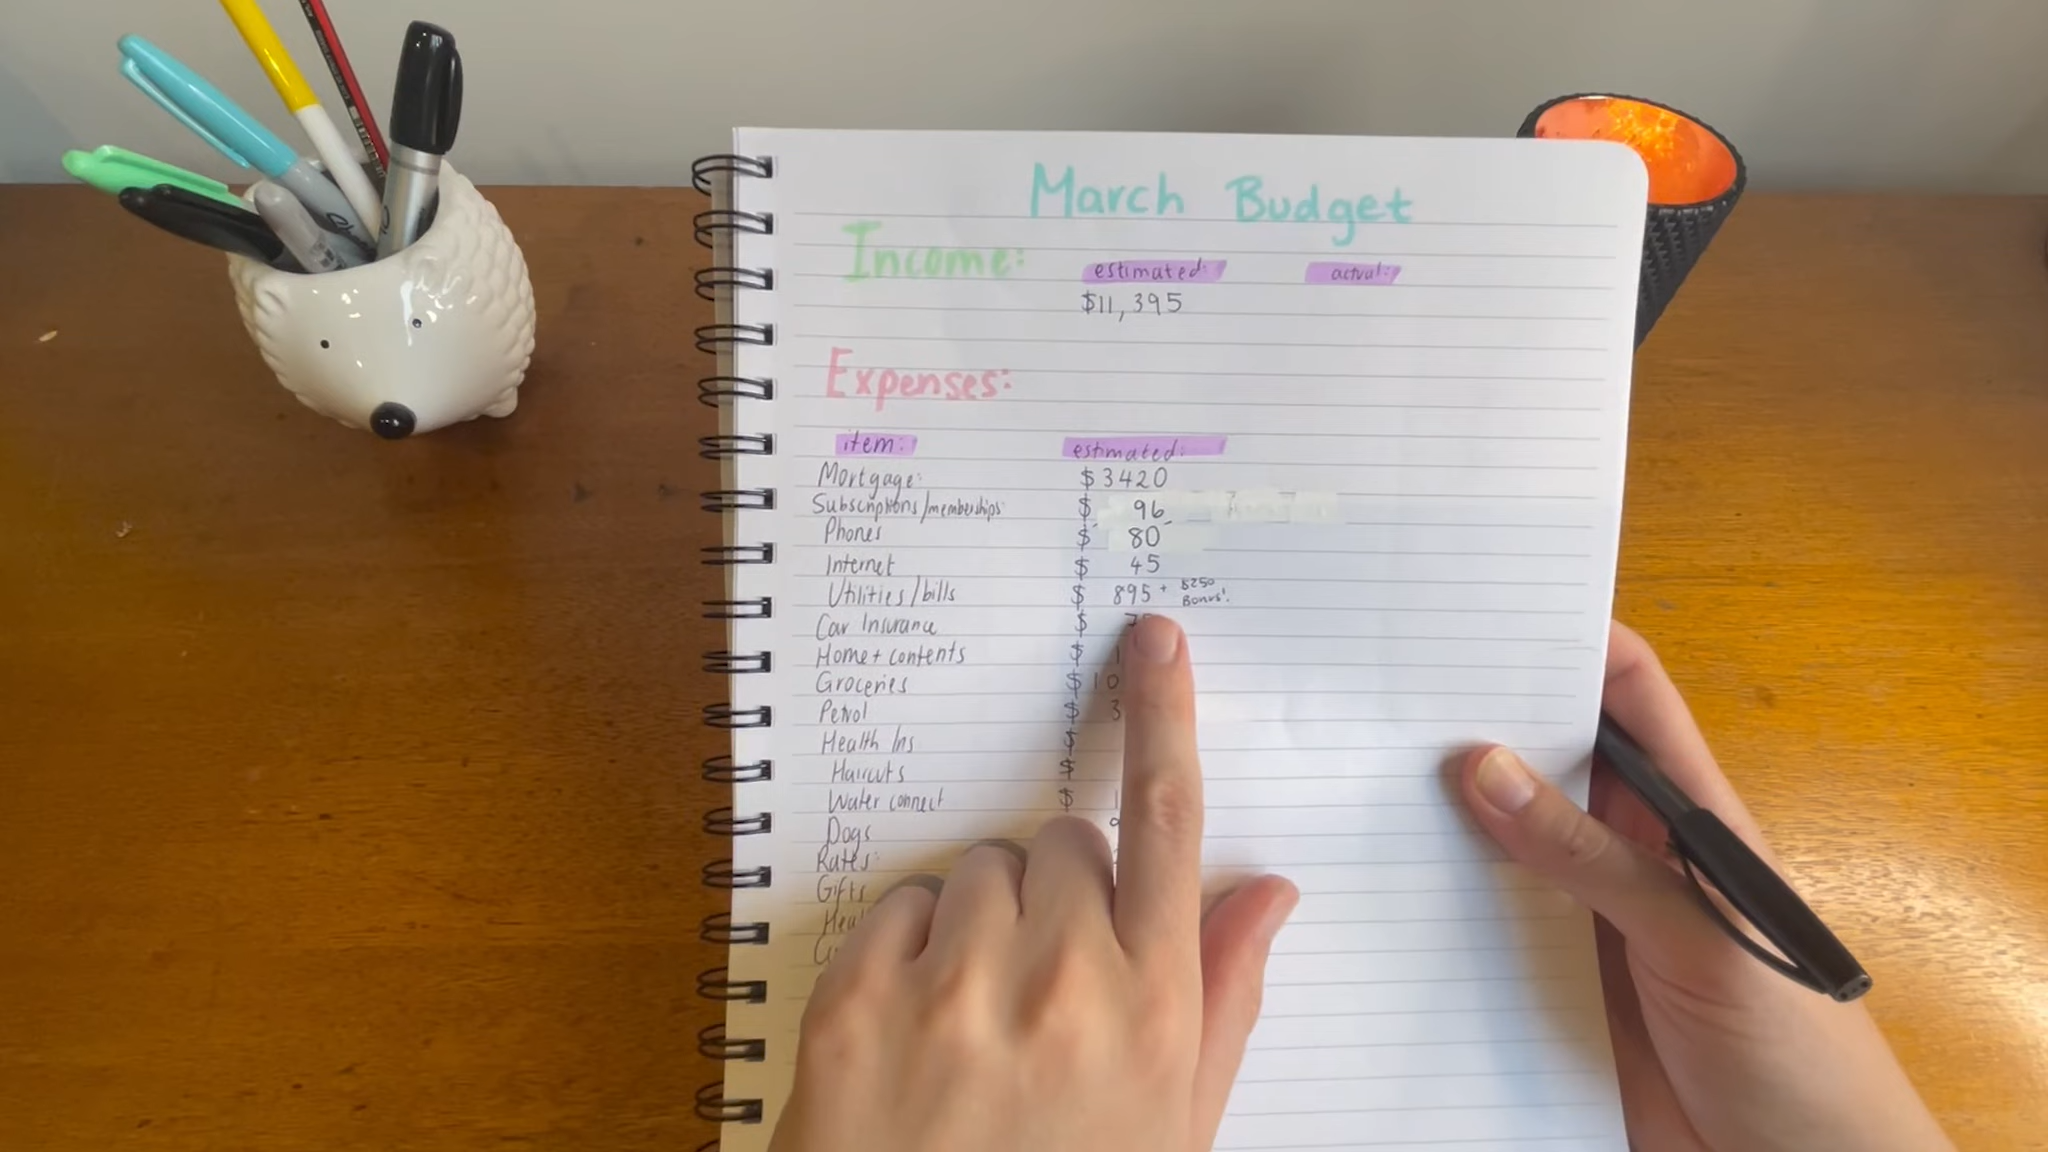 March Budget
Income: estimated: actual:
$11,395
Expenses:
item: estimated:
Mortgage: $3420
Subscriptions/memberships $ 96
Phones $ 80
Internet $ 45
Utilities/bills $ 895 + $250 Bonus!
Car Insurance $
Home + contents $
Groceries $
Petrol $
Health Ins $
Haircuts $
Water connect $
Dogs
Rates:
Gifts